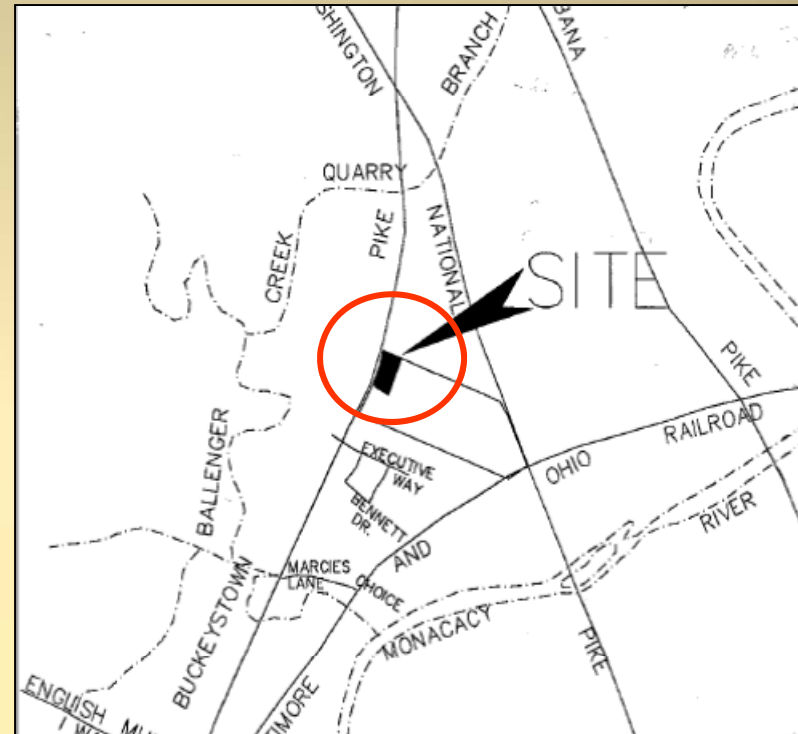 SHINGTON
BRANCH
BANA
QUARRY
PIKE
NATIONAL
CREEK
SITE
PIKE
RAILROAD
BALLENGER
EXECUTIVE
WAY
OHIO
BENNETT
DR.
RIVER
AND
MARCIES
LANE
CHOICE
BUCKEYSTOWN
MONACACY
PIKE
ENGLISH MU
TIMORE